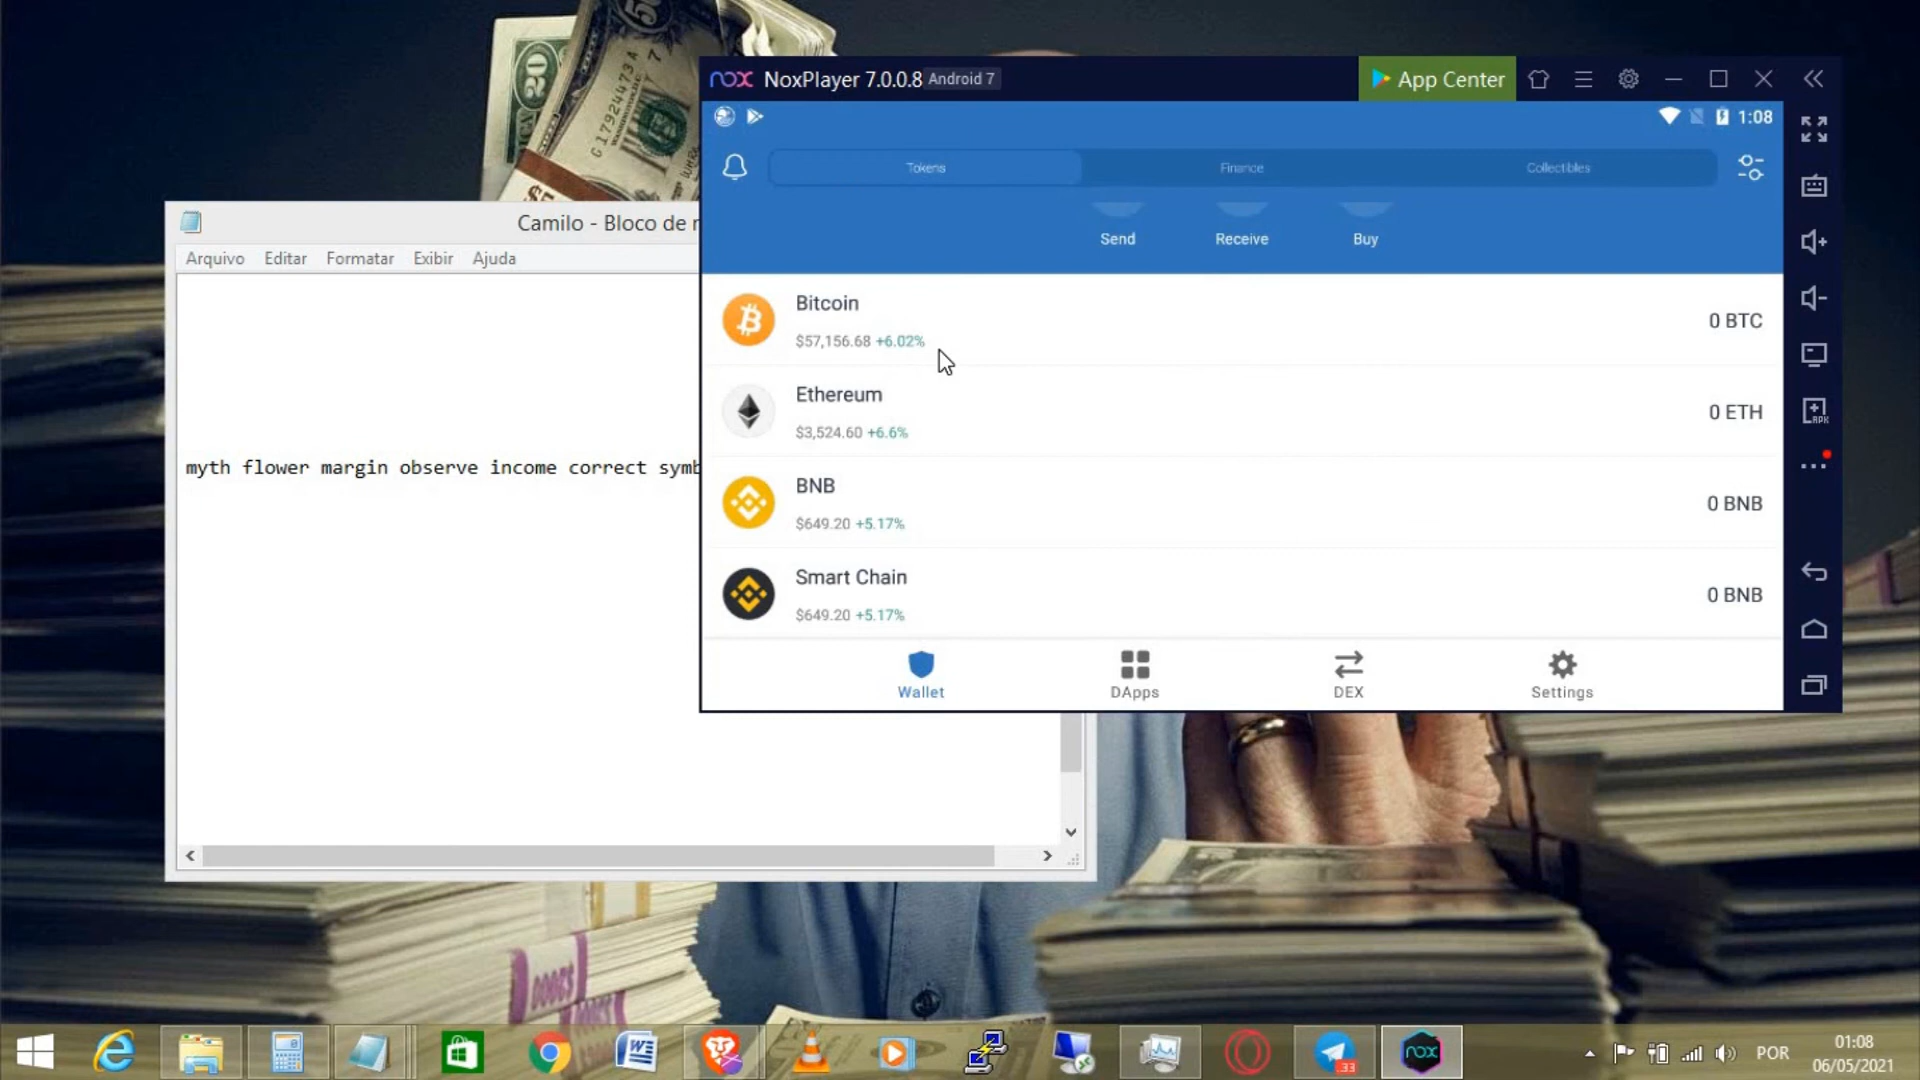 nox NoxPlayer 7.0.0.8 Android 7
App Center
1:08
Tokens
Finance
Collectibles
Send
Receive
Buy
Bitcoin
$57,156.68 +6.02%
0 BTC
Ethereum
$3,524.60 +6.6%
0 ETH
BNB
$649.20 +5.17%
0 BNB
Smart Chain
$649.20 +5.17%
0 BNB
Wallet
DApps
DEX
Settings
Camilo - Bloco de
Arquivo Editar Formatar Exibir Ajuda
myth flower margin observe income correct symb
POR
01:08
06/05/2021